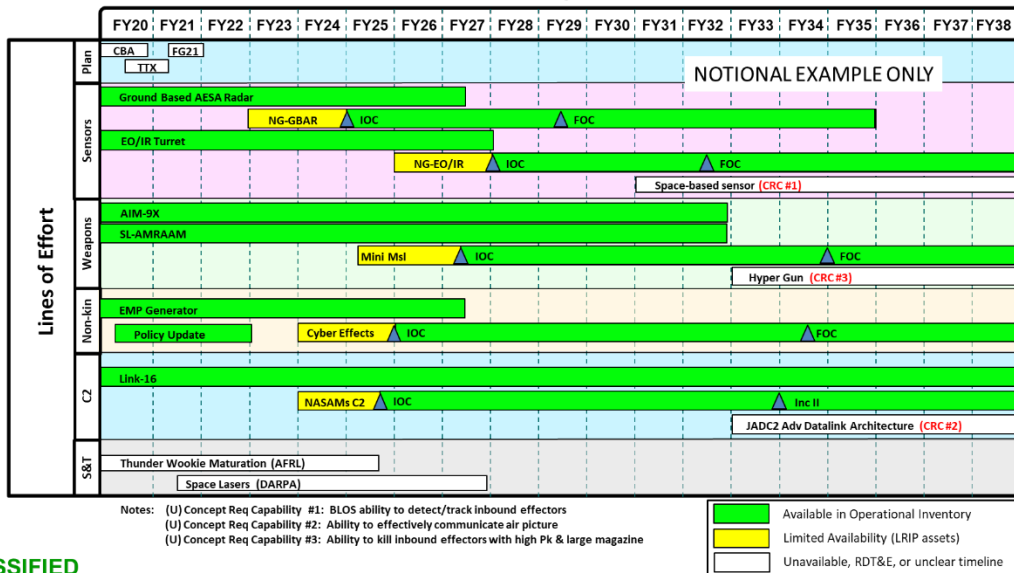 FY20 FY21 FY22 FY23 FY24 FY25 FY26 FY27 FY28 FY29 FY30 FY31 FY32 FY33 FY34 FY35 FY36 FY37 FY38
Lines of Effort
Plan
CBA
FG21
TTX
NOTIONAL EXAMPLE ONLY
Sensors
Ground Based AESA Radar
NG-GBAR IOC FOC
EO/IR Turret
NG-EO/IR IOC FOC
Space-based sensor (CRC #1)
Weapons
AIM-9X
SL-AMRAAM
Mini Msl IOC FOC
Hyper Gun (CRC #3)
Non-kin
EMP Generator
Policy Update Cyber Effects IOC FOC
C2
Link-16
NASAMs C2 IOC Inc II
JADC2 Adv Datalink Architecture (CRC #2)
S&T
Thunder Wookie Maturation (AFRL)
Space Lasers (DARPA)
Notes: (U) Concept Req Capability #1: BLOS ability to detect/track inbound effectors
(U) Concept Req Capability #2: Ability to effectively communicate air picture
(U) Concept Req Capability #3: Ability to kill inbound effectors with high Pk & large magazine
Available in Operational Inventory
Limited Availability (LRIP assets)
Unavailable, RDT&E, or unclear timeline
SSIFIED